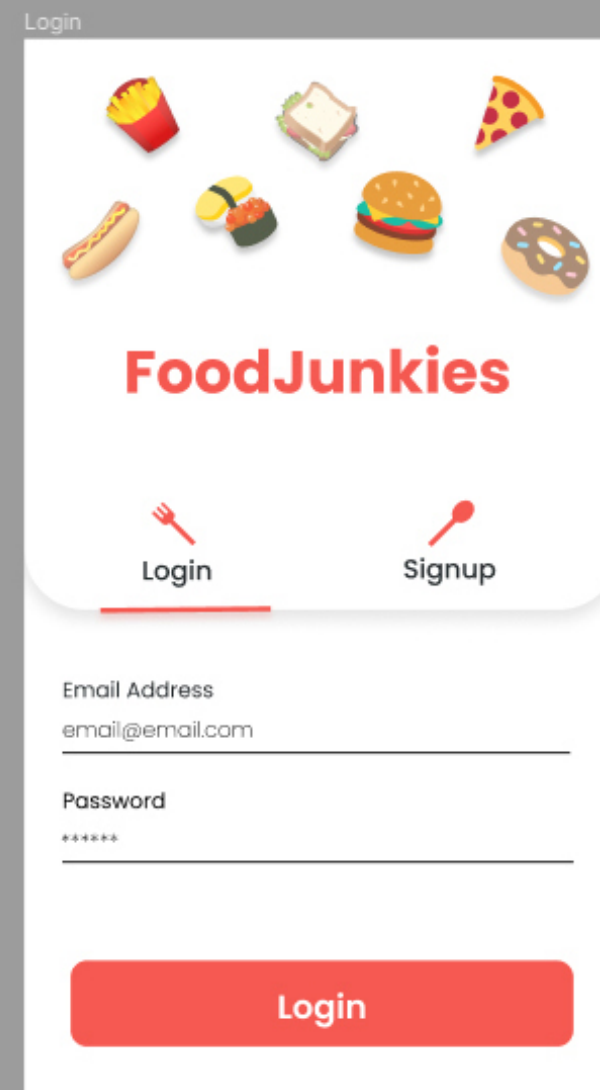 Login
FoodJunkies
Login Signup
Email Address
email@email.com
Password
******
Login